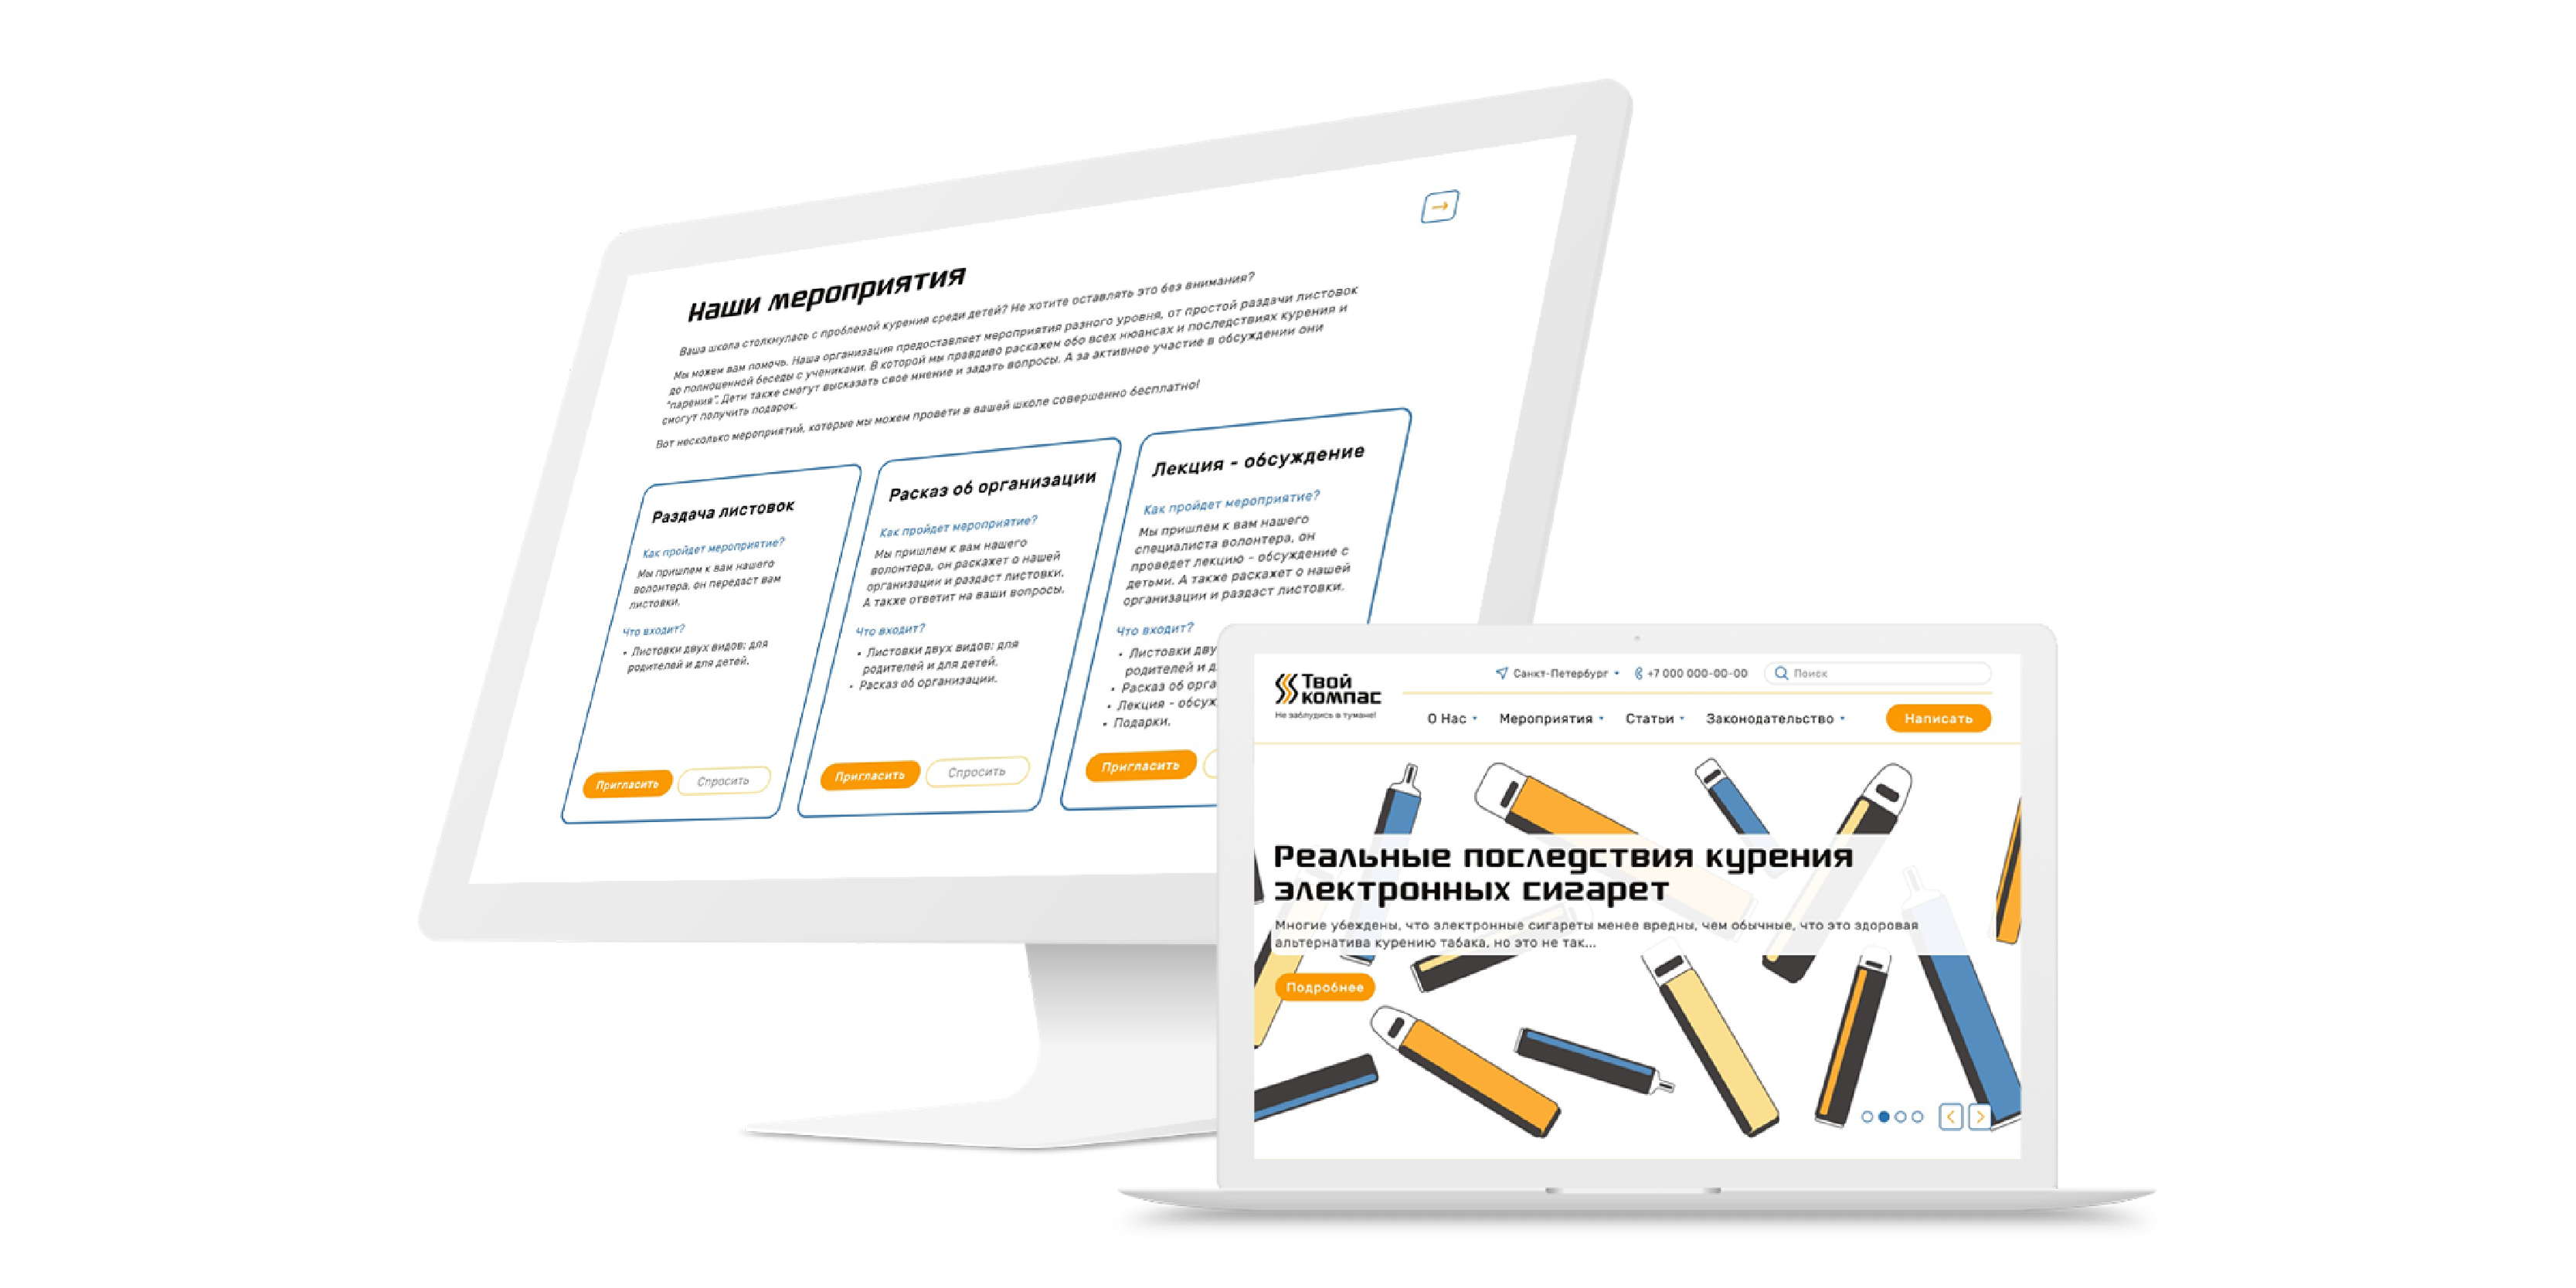 Наши мероприятия
Ваша школа столкнулась с проблемой курения среди детей? Не хотите оставлять это без внимания?
Мы можем вам помочь. Наша организация предоставляет мероприятия разного уровня, от простой раздачи листовок
до полноценной беседы с учениками. В которой мы правдиво раскажем обо всех нюансах и последствиях курения и
"парения". Дети также смогут высказать свое мнение и задать вопросы. А за активное участие в обсуждении они
смогут получить подарок.
Вот несколько мероприятий, которые мы можем провети в вашей школе совершенно бесплатно!
Раздача листовок
Как пройдет мероприятие?
Мы пришлем к вам нашего
волонтера, он передаст вам
листовки.
Что входит?
• Листовки двух видов: для
родителей и для детей.
Пригласить
Спросить
Расказ об организации
Как пройдет мероприятие?
Мы пришлем к вам нашего
волонтера, он раскажет о нашей
организации и раздаст листовки.
А также ответит на ваши вопросы.
Что входит?
• Листовки двух видов: для
родителей и для детей.
• Расказ об организации.
Пригласить
Спросить
Лекция - обсуждение
Как пройдет мероприятие?
Мы пришлем к вам нашего
специалиста волонтера, он
проведет лекцию - обсуждение с
детьми. А также раскажет о нашей
организации и раздаст листовки.
Что входит?
• Листовки дву
родителей и д
• Расказ об орга
• Лекция - обсуж
• Подарки.
Пригласить
Твой
компас
Не заблудись в тумане!
Санкт-Петербург
+7 000 000-00-00
Поиск
О Нас
Мероприятия
Статьи
Законодательство
Написать
Реальные последствия курения
электронных сигарет
Многие убеждены, что электронные сигареты менее вредны, чем обычные, что это здоровая
альтернатива курению табака, но это не так...
Подробнее